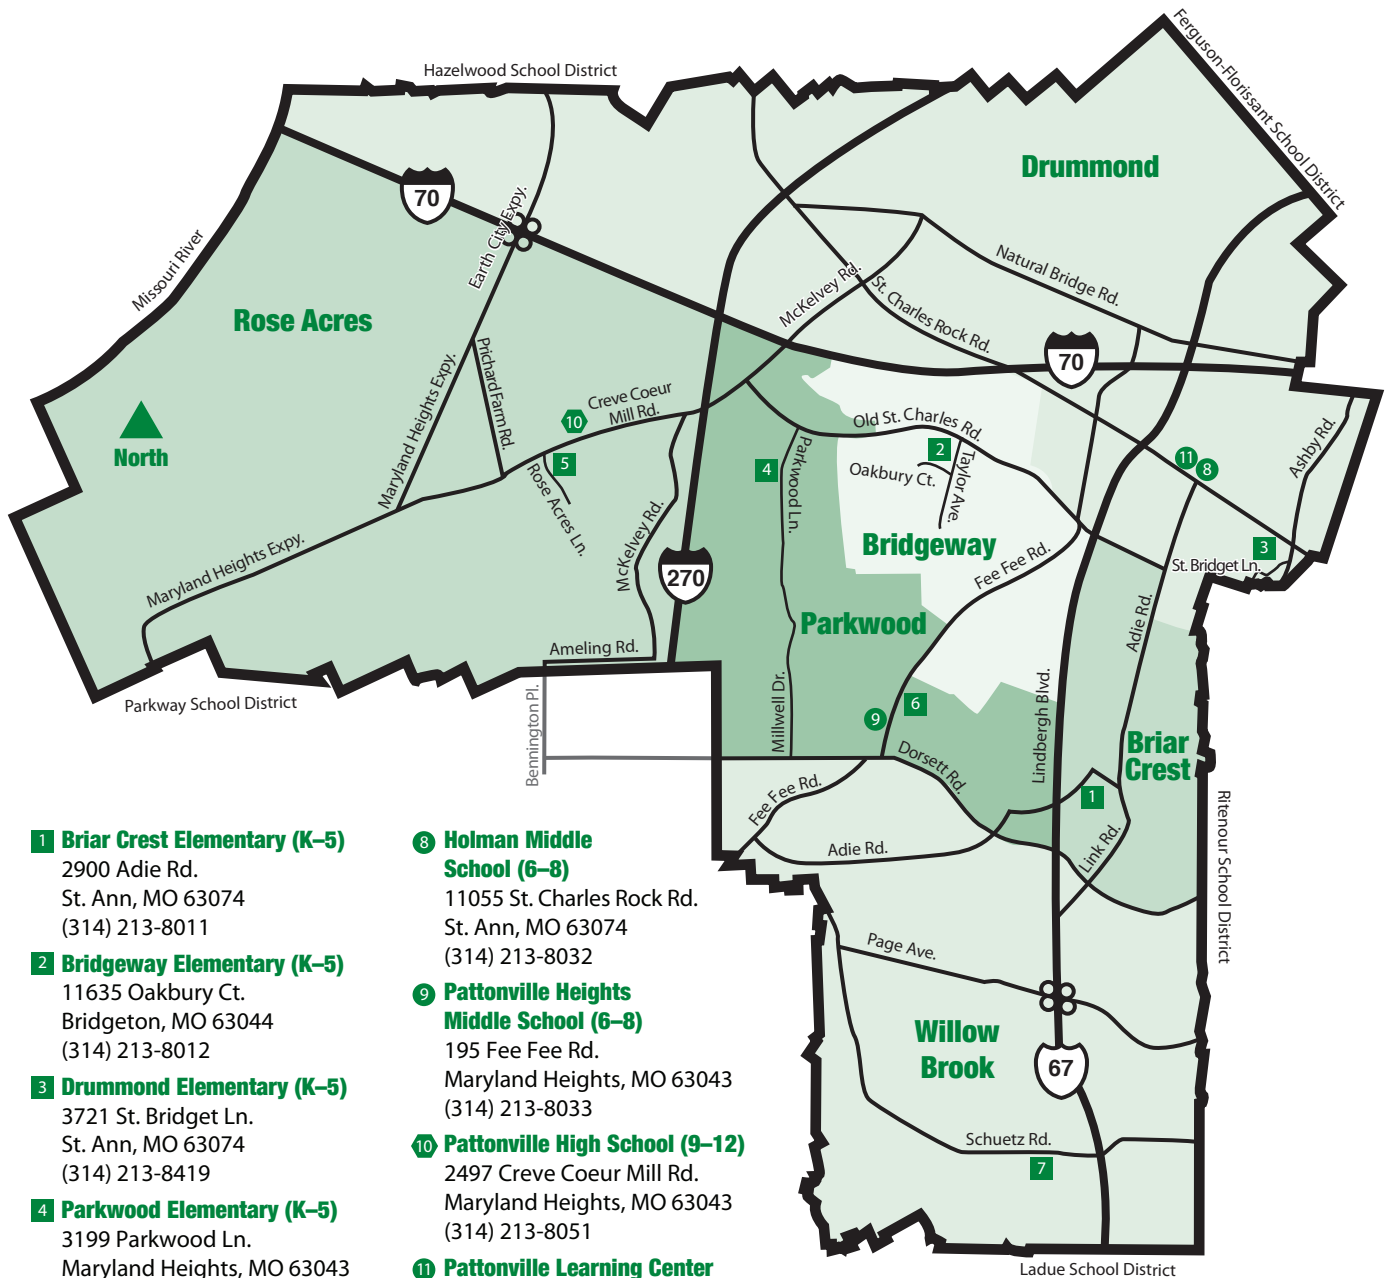 Hazelwood School District
Ferguson-Florissant School District
Drummond
70
Earth City Expy.
Missouri River
Natural Bridge Rd.
McKelvey Rd.
St. Charles Rock Rd.
Rose Acres
70
Prichard Farm Rd.
Maryland Heights Expy.
Creve Coeur
Mill Rd.
10
Old St. Charles Rd.
Ashby Rd.
North
5
4
Parkwood Ln.
2
Oakbury Ct.
Taylor Ave.
11
8
Rose Acres Ln.
McKelvey Rd.
Maryland Heights Expy.
270
Bridgeway
Fee Fee Rd.
3
St. Bridget Ln.
Adie Rd.
Parkwood
Ameling Rd.
Parkway School District
Bennington Pl.
Millwell Dr.
9
6
Lindbergh Blvd.
Briar
Crest
Dorsett Rd.
Fee Fee Rd.
1
Link Rd.
Adie Rd.
Ritenour School District
Page Ave.
Willow
Brook
67
Schuetz Rd.
7
Ladue School District
1 Briar Crest Elementary (K–5)
2900 Adie Rd.
St. Ann, MO 63074
(314) 213-8011
2 Bridgeway Elementary (K–5)
11635 Oakbury Ct.
Bridgeton, MO 63044
(314) 213-8012
3 Drummond Elementary (K–5)
3721 St. Bridget Ln.
St. Ann, MO 63074
(314) 213-8419
4 Parkwood Elementary (K–5)
3199 Parkwood Ln.
Maryland Heights, MO 63043
8 Holman Middle
School (6–8)
11055 St. Charles Rock Rd.
St. Ann, MO 63074
(314) 213-8032
9 Pattonville Heights
Middle School (6–8)
195 Fee Fee Rd.
Maryland Heights, MO 63043
(314) 213-8033
10 Pattonville High School (9–12)
2497 Creve Coeur Mill Rd.
Maryland Heights, MO 63043
(314) 213-8051
11 Pattonville Learning Center